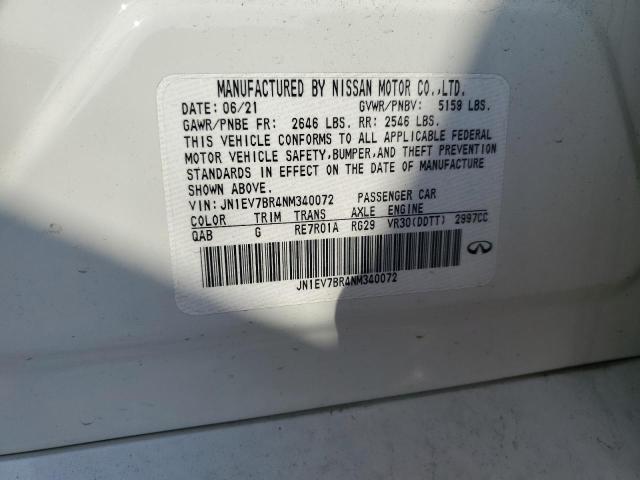 MANUFACTURED BY NISSAN MOTOR CO.,LTD.
DATE: 06/21 GVWR/PNBV: 5159 LBS.
GAWR/PNBE FR: 2646 LBS. RR: 2546 LBS.
THIS VEHICLE CONFORMS TO ALL APPLICABLE FEDERAL
MOTOR VEHICLE SAFETY,BUMPER,AND THEFT PREVENTION
STANDARDS IN EFFECT ON THE DATE OF MANUFACTURE
SHOWN ABOVE.
VIN: JN1EV7BR4NM340072 PASSENGER CAR
COLOR TRIM TRANS AXLE ENGINE
QAB G RE7R01A RG29 VR30(DDTT) 2997CC
JN1EV7BR4NM340072